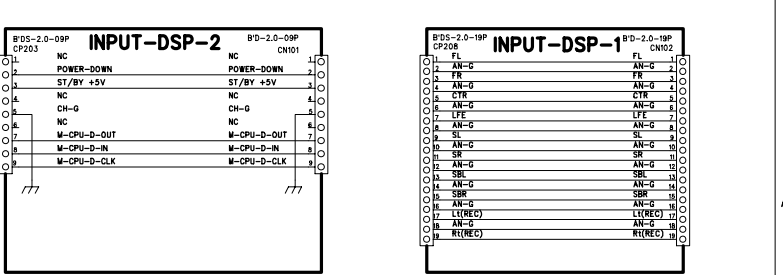 B'DS-2.0-09P INPUT-DSP-2 B'D-2.0-09P
CP203 CN101
1 NC NC 1
2 POWER-DOWN POWER-DOWN 2
3 ST/BY +5V ST/BY +5V 3
4 NC NC 4
5 CH-G CH-G 5
6 NC NC 6
7 M-CPU-D-OUT M-CPU-D-OUT 7
8 M-CPU-D-IN M-CPU-D-IN 8
9 M-CPU-D-CLK M-CPU-D-CLK 9
B'DS-2.0-19P INPUT-DSP-1 B'D-2.0-19P
CP208 CN102
1 FL FL 1
2 AN-G AN-G 2
3 FR FR 3
4 AN-G AN-G 4
5 CTR CTR 5
6 AN-G AN-G 6
7 LFE LFE 7
8 AN-G AN-G 8
9 SL SL 9
10 AN-G AN-G 10
11 SR SR 11
12 AN-G AN-G 12
13 SBL SBL 13
14 AN-G AN-G 14
15 SBR SBR 15
16 AN-G AN-G 16
17 Lt(REC) Lt(REC) 17
18 AN-G AN-G 18
19 Rt(REC) Rt(REC) 19